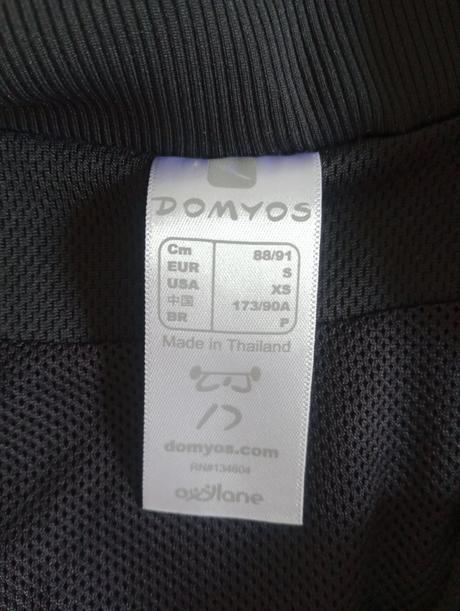 DOMYOS
Cm 88/91
EUR S
USA XS
中国 173/90A
BR P
Made in Thailand
domyos.com
RN#134604
oxylane